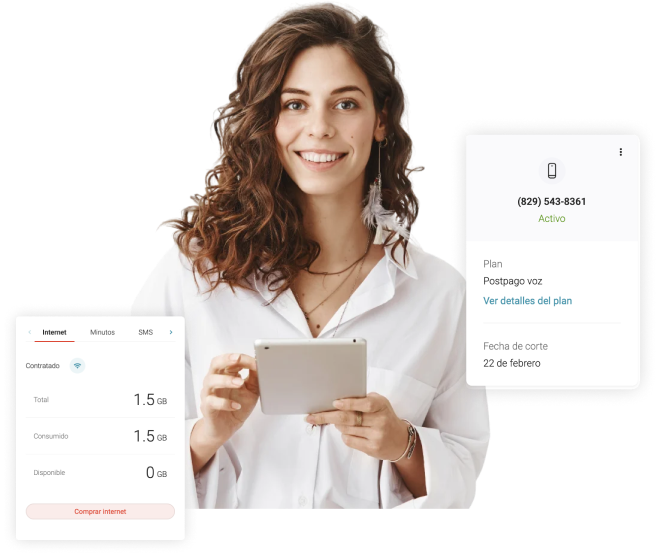 (829) 543-8361
Activo
Plan
Postpago voz
Ver detalles del plan
Fecha de corte
22 de febrero
Internet Minutos SMS
Contratado
Total 1.5 GB
Consumido 1.5 GB
Disponible 0 GB
Comprar internet